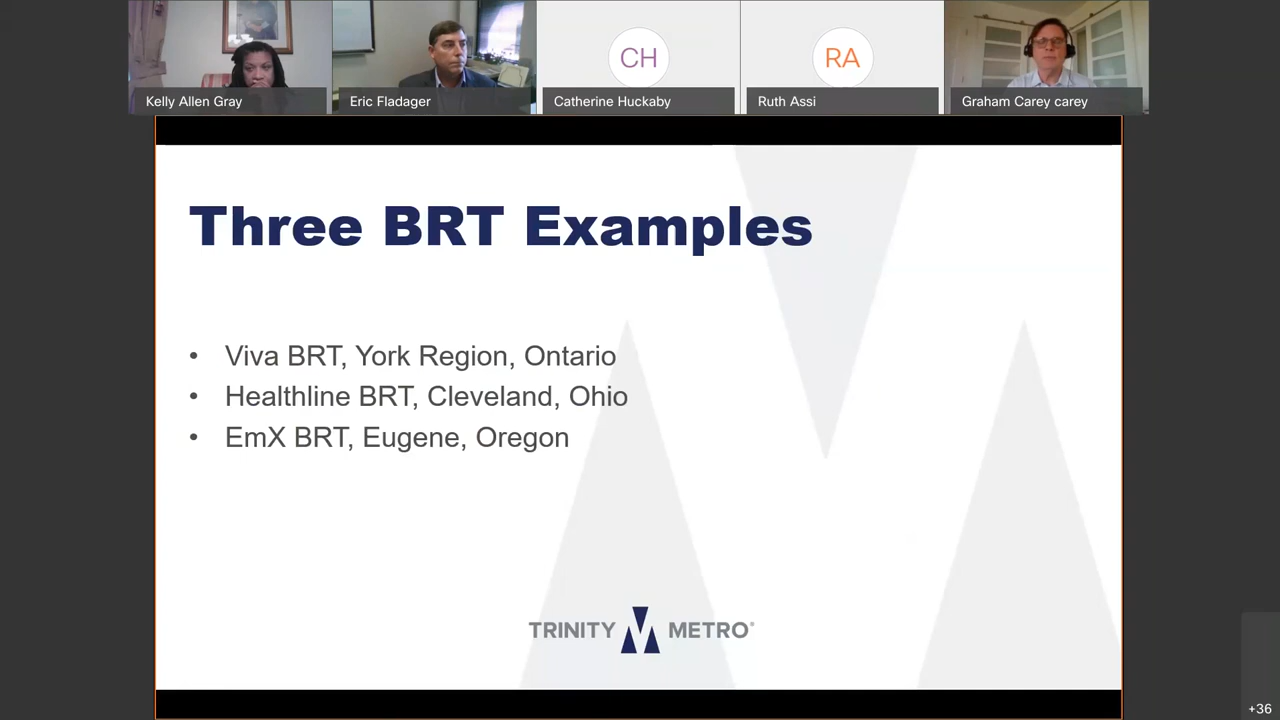 Kelly Allen Gray
Eric Fladager
CH
Catherine Huckaby
RA
Ruth Assi
Graham Carey carey
Three BRT Examples
• Viva BRT, York Region, Ontario
• Healthline BRT, Cleveland, Ohio
• EmX BRT, Eugene, Oregon
TRINITY METRO®
+36